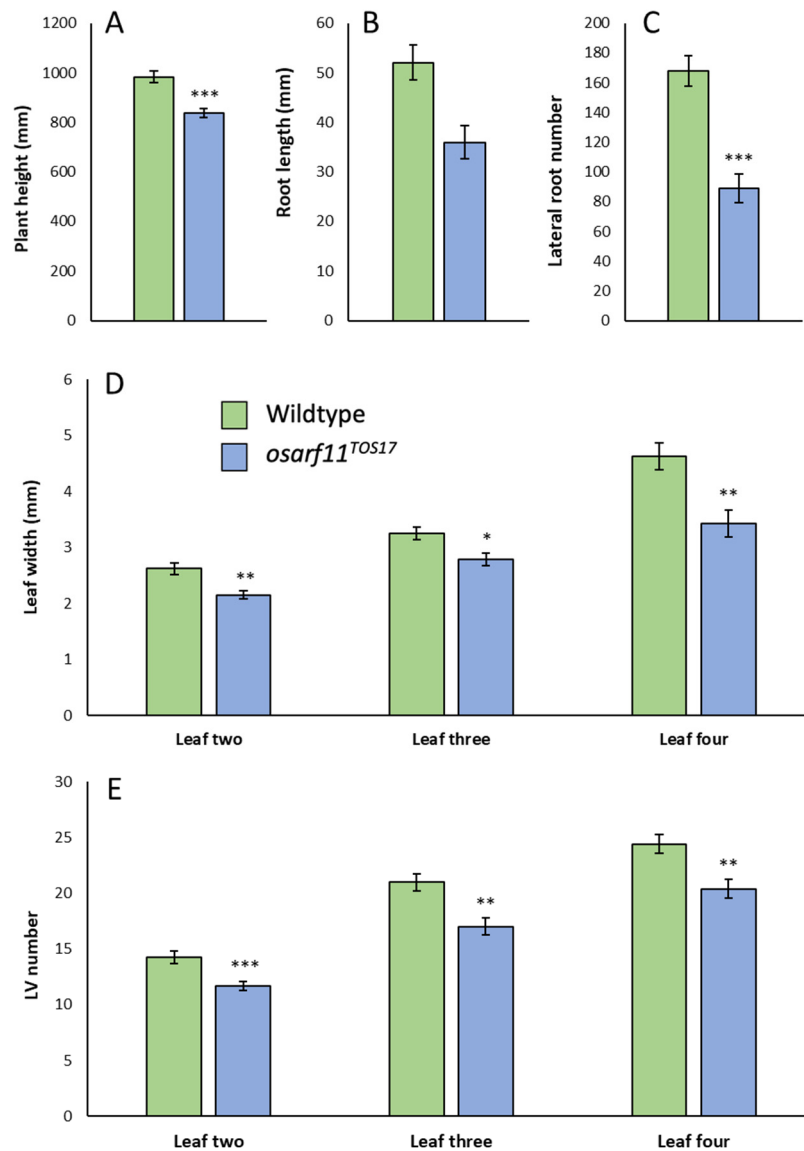 A
Plant height (mm)
1200
1000
800
600
400
200
0
***
B
Root length (mm)
60
50
40
30
20
10
0
C
Lateral root number
200
180
160
140
120
100
80
60
40
20
0
***
D
Leaf width (mm)
6
5
4
3
2
1
0
Wildtype
osarf11TOS17
**
*
**
Leaf two
Leaf three
Leaf four
E
LV number
30
25
20
15
10
5
0
***
**
**
Leaf two
Leaf three
Leaf four